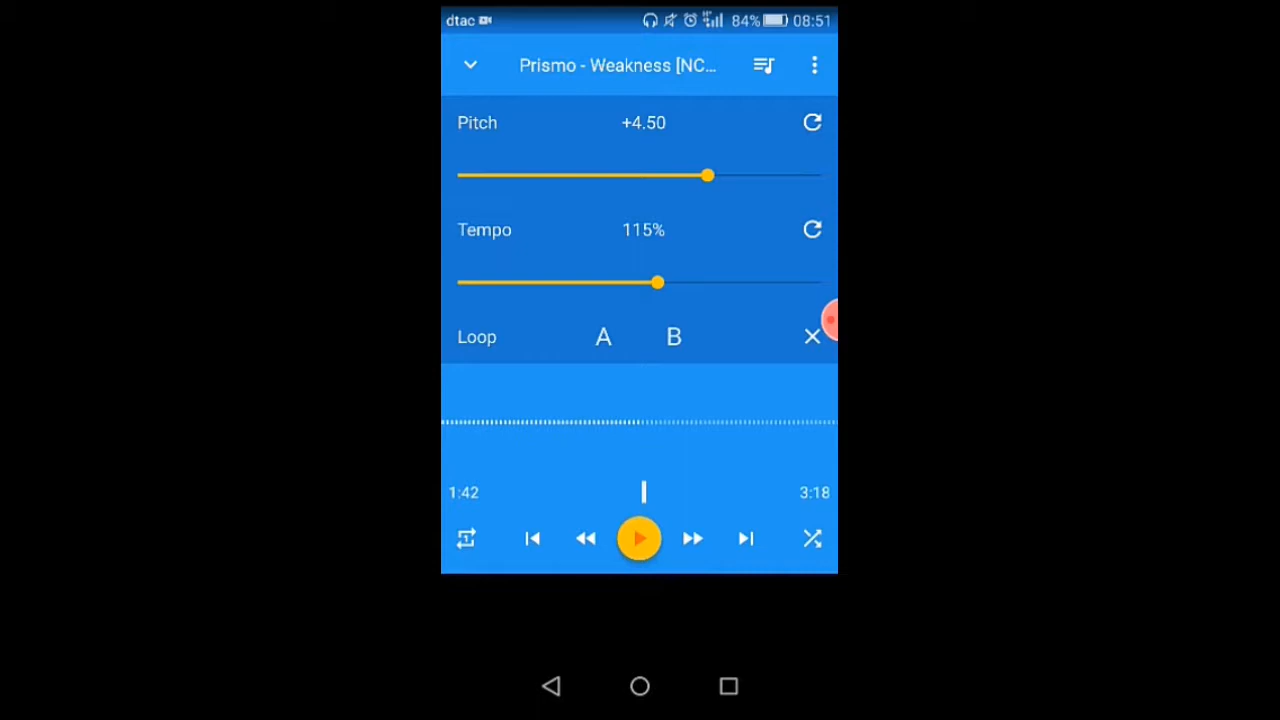 dtac 84% 08:51
Prismo - Weakness [NC...
Pitch +4.50
Tempo 115%
Loop A B
1:42 3:18